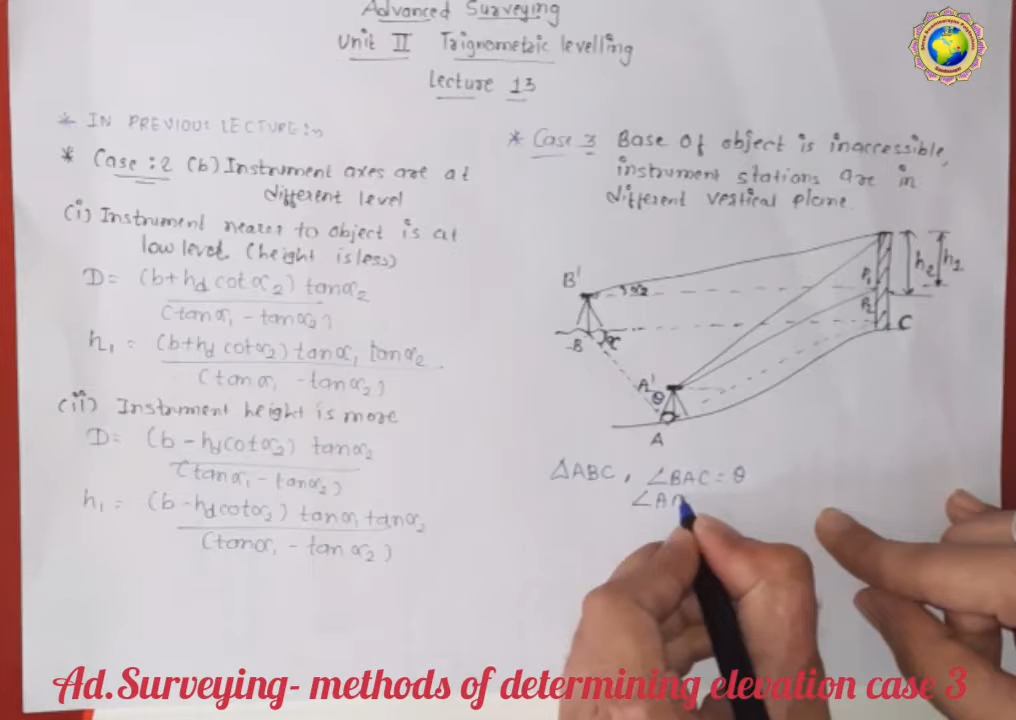 Advanced Surveying
Unit II Trignometric levelling
Lecture 13
* IN PREVIOUS LECTURE:
* Case:2 (b) Instrument axes are at
different level
(i) Instrument nearer to object is at
low level. (height is less)
D = (b + hd cot α2) tan α2
(tan α1 - tan α2)
h1 = (b + hd cot α2) tan α1 tan α2
(tan α1 - tan α2)
(ii) Instrument height is more
D = (b - hd cot α2) tan α2
(tan α1 - tan α2)
h1 = (b - hd cot α2) tan α1 tan α2
(tan α1 - tan α2)
* Case 3 Base of object is inaccessible,
instrument stations are in
different vertical plane.
B' α2 P1 h2 h1
P2
B α C
A' θ
A
△ABC, ∠BAC = θ
∠A
Ad.Surveying- methods of determining elevation case 3